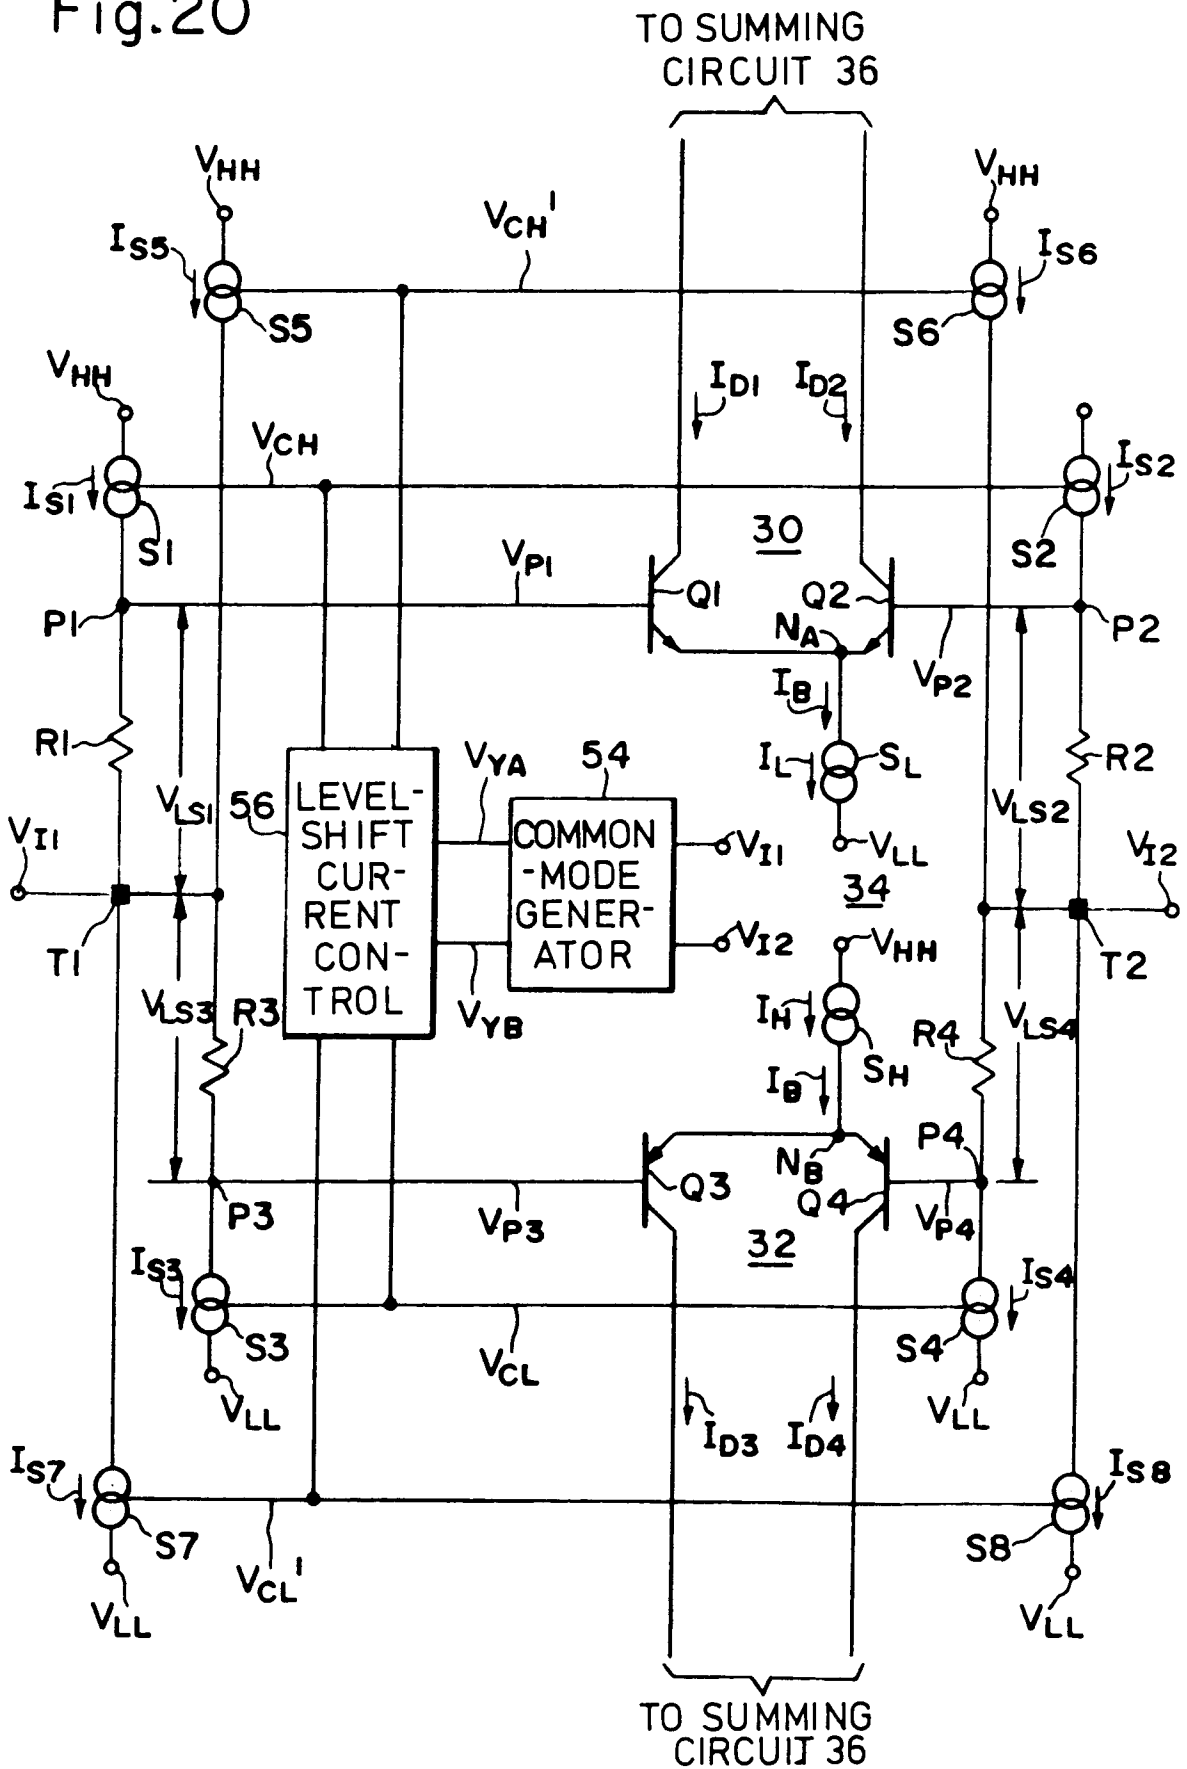 Fig.20
TO SUMMING
CIRCUIT 36
VHH
VHH
VCH'
IS5
IS6
S5
S6
VHH
ID1
ID2
VCH
IS2
IS1
S1
30
S2
VP1
Q1
Q2
P1
NA
P2
VP2
IB
R1
VYA
54
IL
SL
R2
VLS1
56
LEVEL-
SHIFT
CUR-
RENT
CON-
TROL
COMMON
-MODE
GENER-
ATOR
VLS2
VI1
VI1
VLL
VI2
34
T1
VI2
VHH
T2
VLS3
R3
VYB
IH
SH
R4
VLS4
IB
P4
NB
P3
Q3
Q4
VP3
VP4
32
IS3
IS4
S3
S4
VCL
VLL
VLL
ID3
ID4
IS7
IS8
S7
S8
VCL'
VLL
VLL
TO SUMMING
CIRCUIT 36